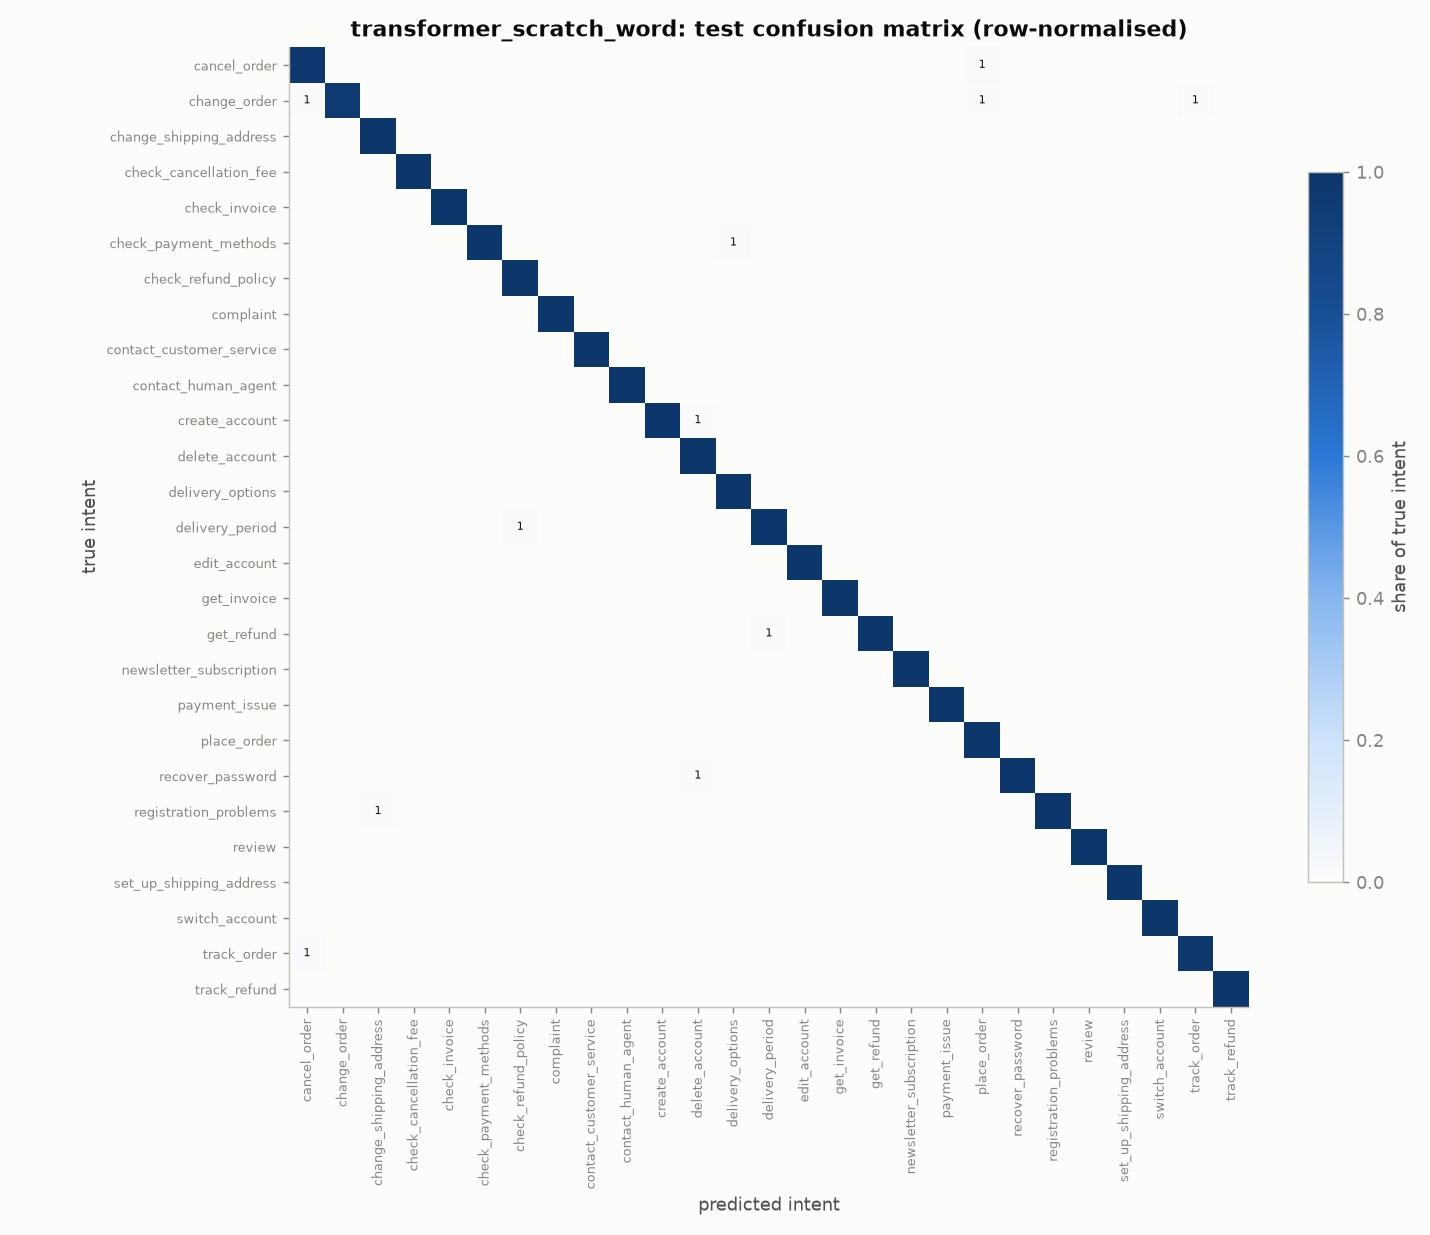 transformer_scratch_word: test confusion matrix (row-normalised)
cancel_order 1
change_order 1 1 1
change_shipping_address
check_cancellation_fee
check_invoice
check_payment_methods 1
check_refund_policy
complaint
contact_customer_service
contact_human_agent
create_account 1
delete_account
delivery_options
delivery_period 1
edit_account
get_invoice
get_refund 1
newsletter_subscription
payment_issue
place_order
recover_password 1
registration_problems 1
review
set_up_shipping_address
switch_account
track_order 1
track_refund
true intent
cancel_order
change_order
change_shipping_address
check_cancellation_fee
check_invoice
check_payment_methods
check_refund_policy
complaint
contact_customer_service
contact_human_agent
create_account
delete_account
delivery_options
delivery_period
edit_account
get_invoice
get_refund
newsletter_subscription
payment_issue
place_order
recover_password
registration_problems
review
set_up_shipping_address
switch_account
track_order
track_refund
predicted intent
1.0
0.8
0.6
0.4
0.2
0.0
share of true intent